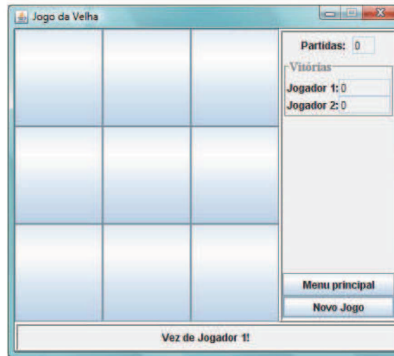 Jogo da Velha
Partidas: 0
Vitórias
Jogador 1: 0
Jogador 2: 0
Menu principal
Novo Jogo
Vez de Jogador 1!